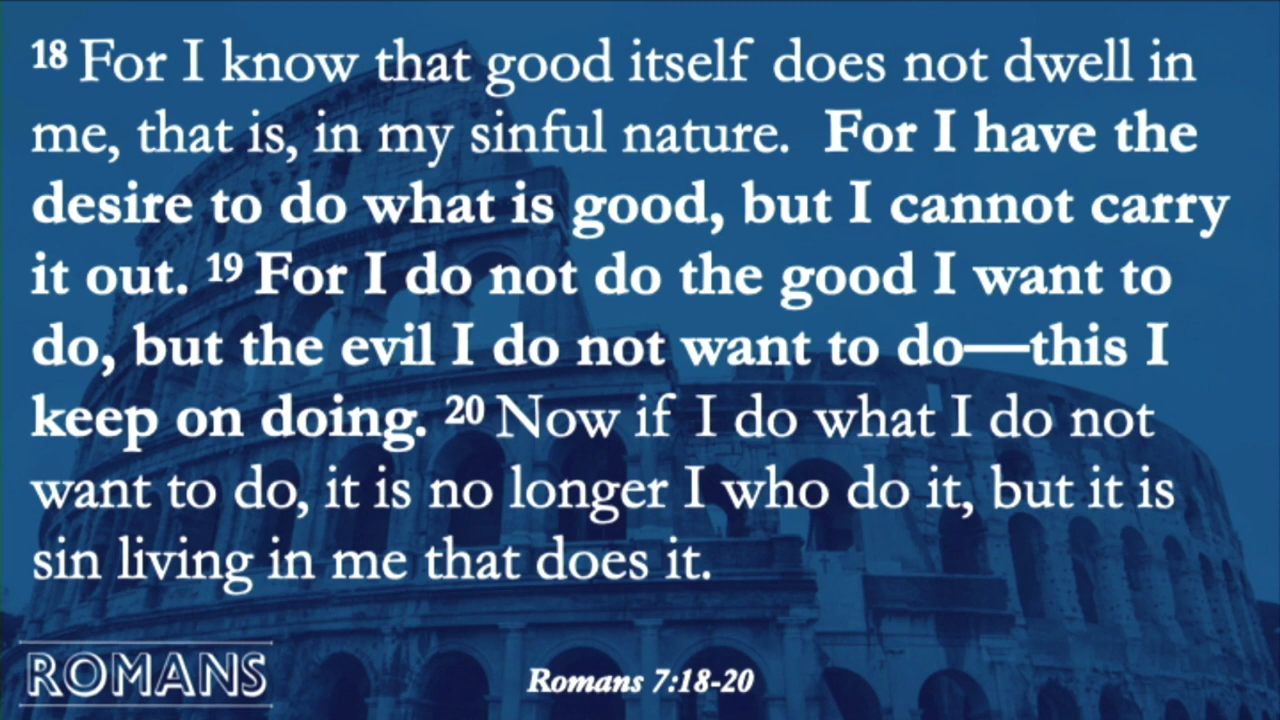 18 For I know that good itself does not dwell in
me, that is, in my sinful nature. For I have the
desire to do what is good, but I cannot carry
it out. 19 For I do not do the good I want to
do, but the evil I do not want to do—this I
keep on doing. 20 Now if I do what I do not
want to do, it is no longer I who do it, but it is
sin living in me that does it.
ROMANS
Romans 7:18-20